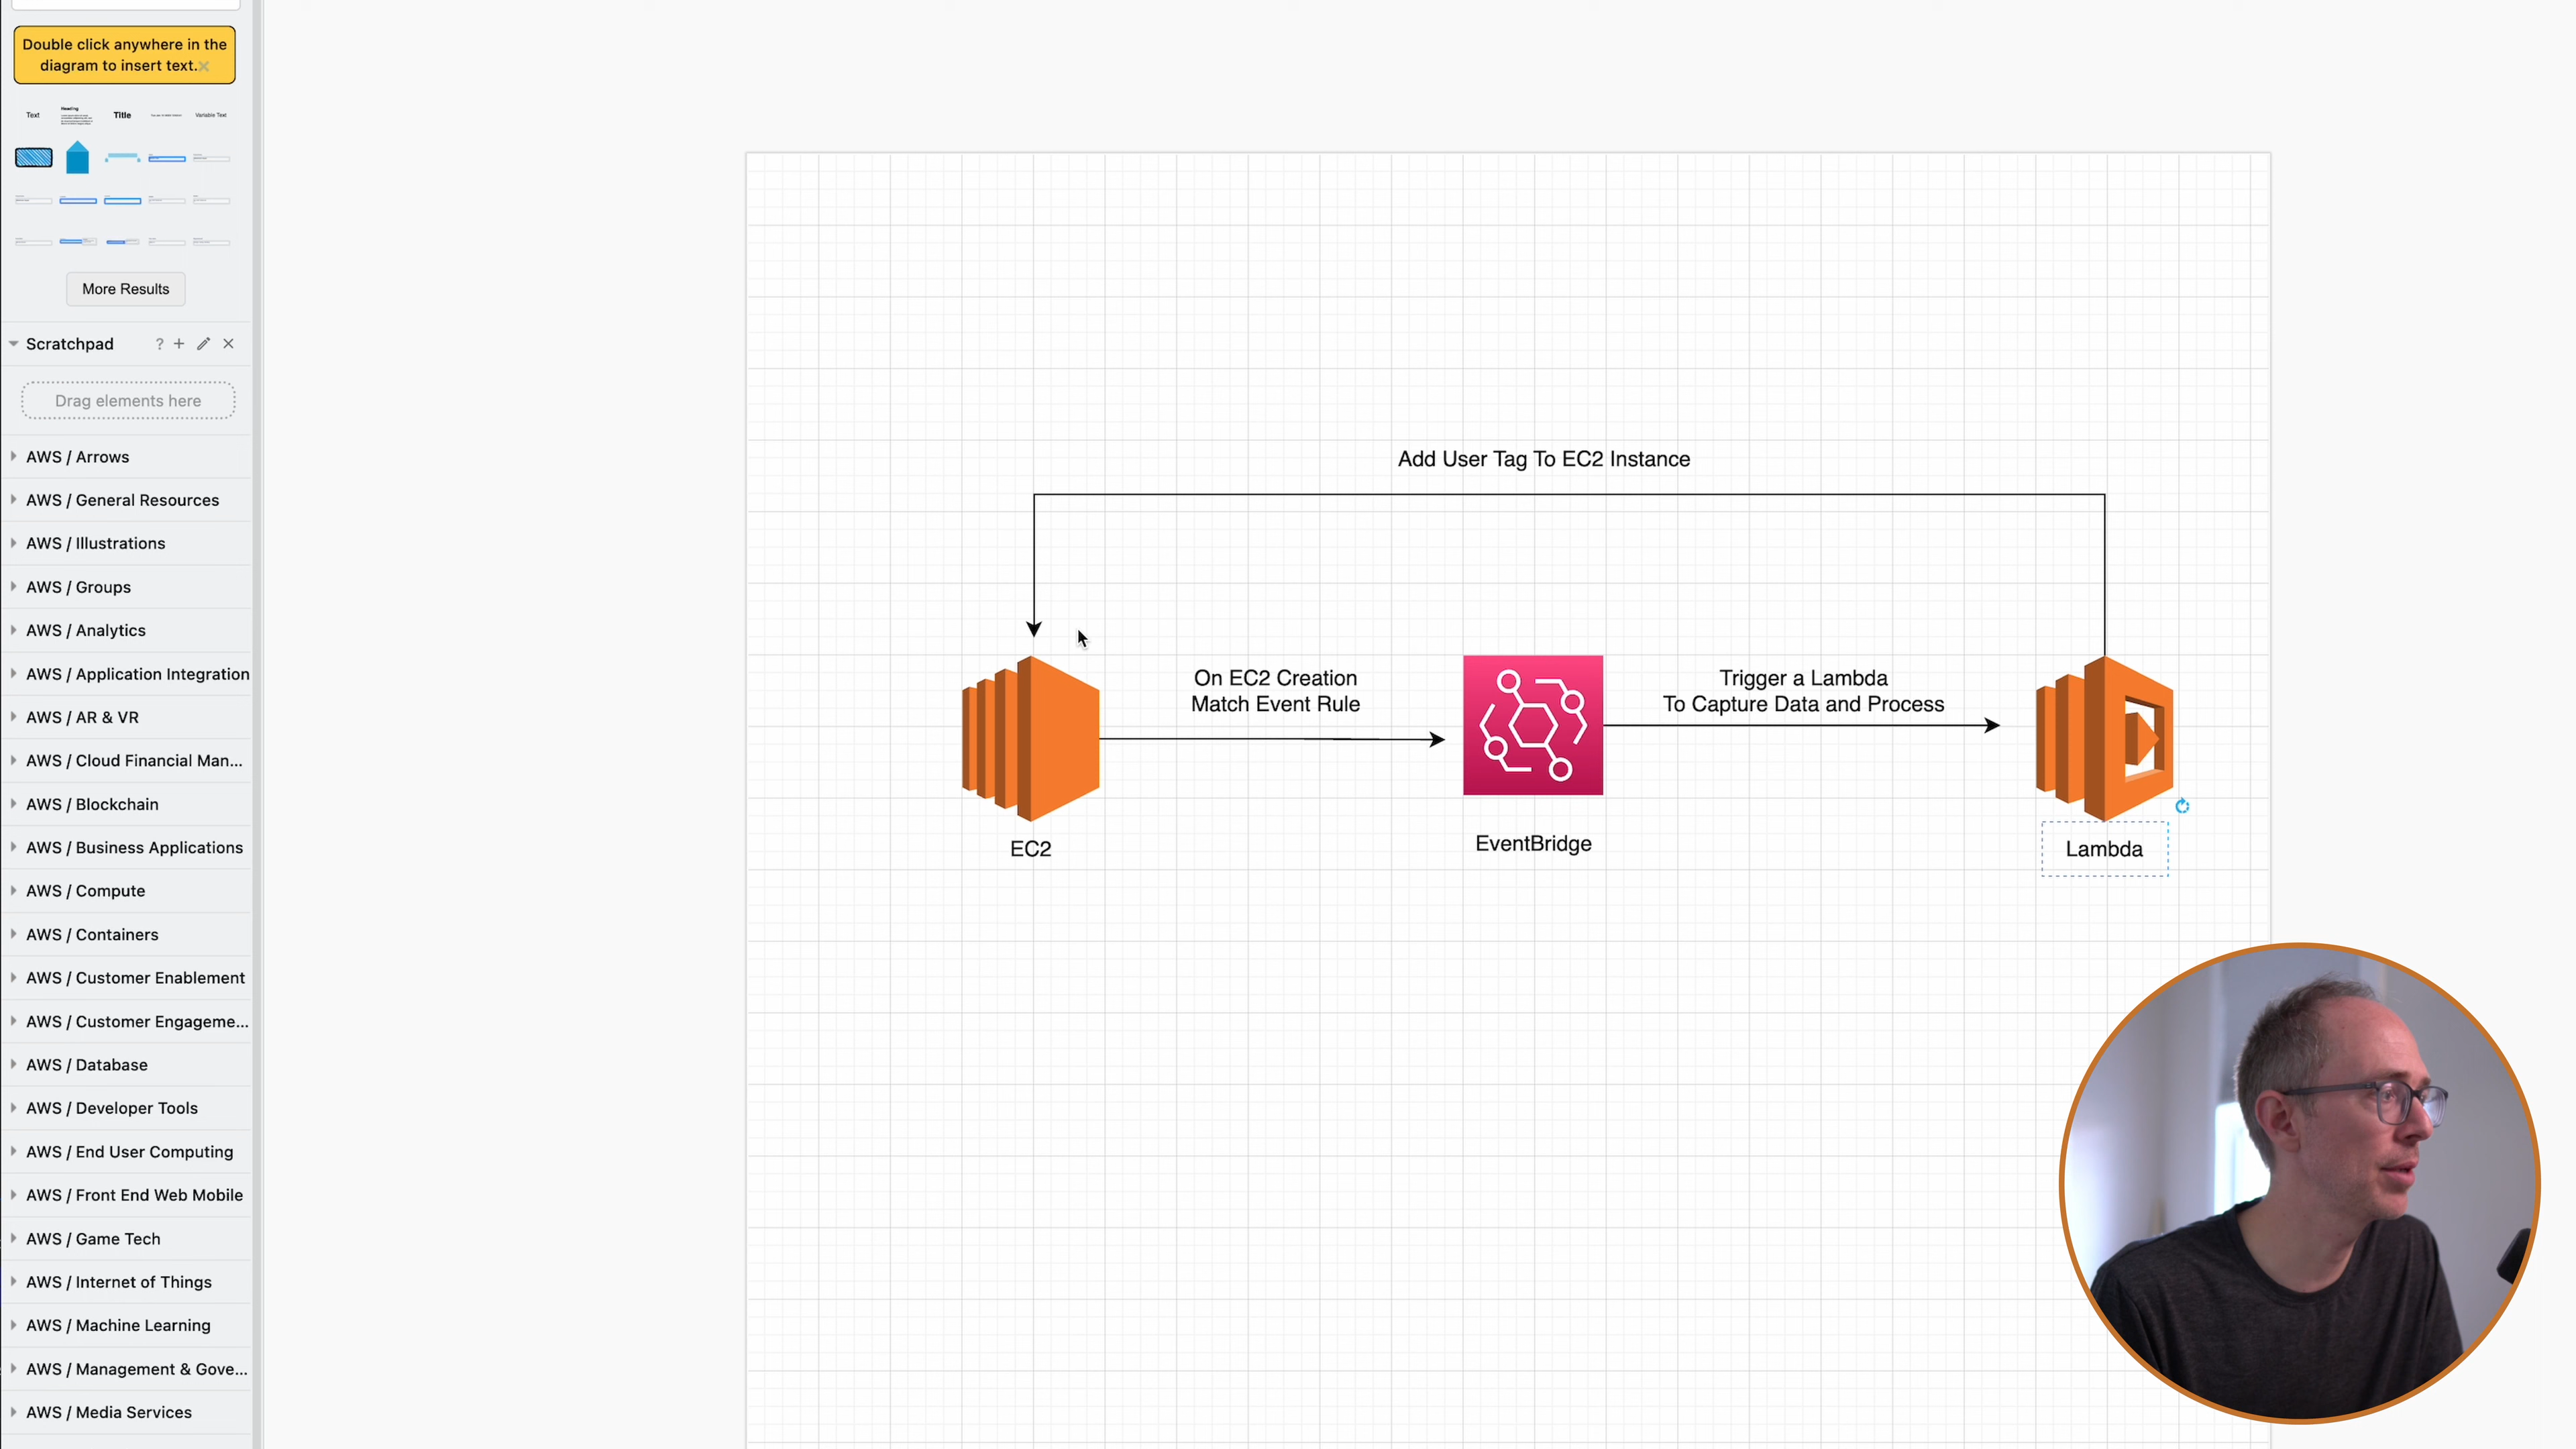 Double click anywhere in the
diagram to insert text.
Text
Heading
Title
Variable Text
More Results
Scratchpad
?
Drag elements here
AWS / Arrows
AWS / General Resources
AWS / Illustrations
AWS / Groups
AWS / Analytics
AWS / Application Integration
AWS / AR & VR
AWS / Cloud Financial Man...
AWS / Blockchain
AWS / Business Applications
AWS / Compute
AWS / Containers
AWS / Customer Enablement
AWS / Customer Engageme...
AWS / Database
AWS / Developer Tools
AWS / End User Computing
AWS / Front End Web Mobile
AWS / Game Tech
AWS / Internet of Things
AWS / Machine Learning
AWS / Management & Gove...
AWS / Media Services
Add User Tag To EC2 Instance
On EC2 Creation
Match Event Rule
Trigger a Lambda
To Capture Data and Process
EC2
EventBridge
Lambda